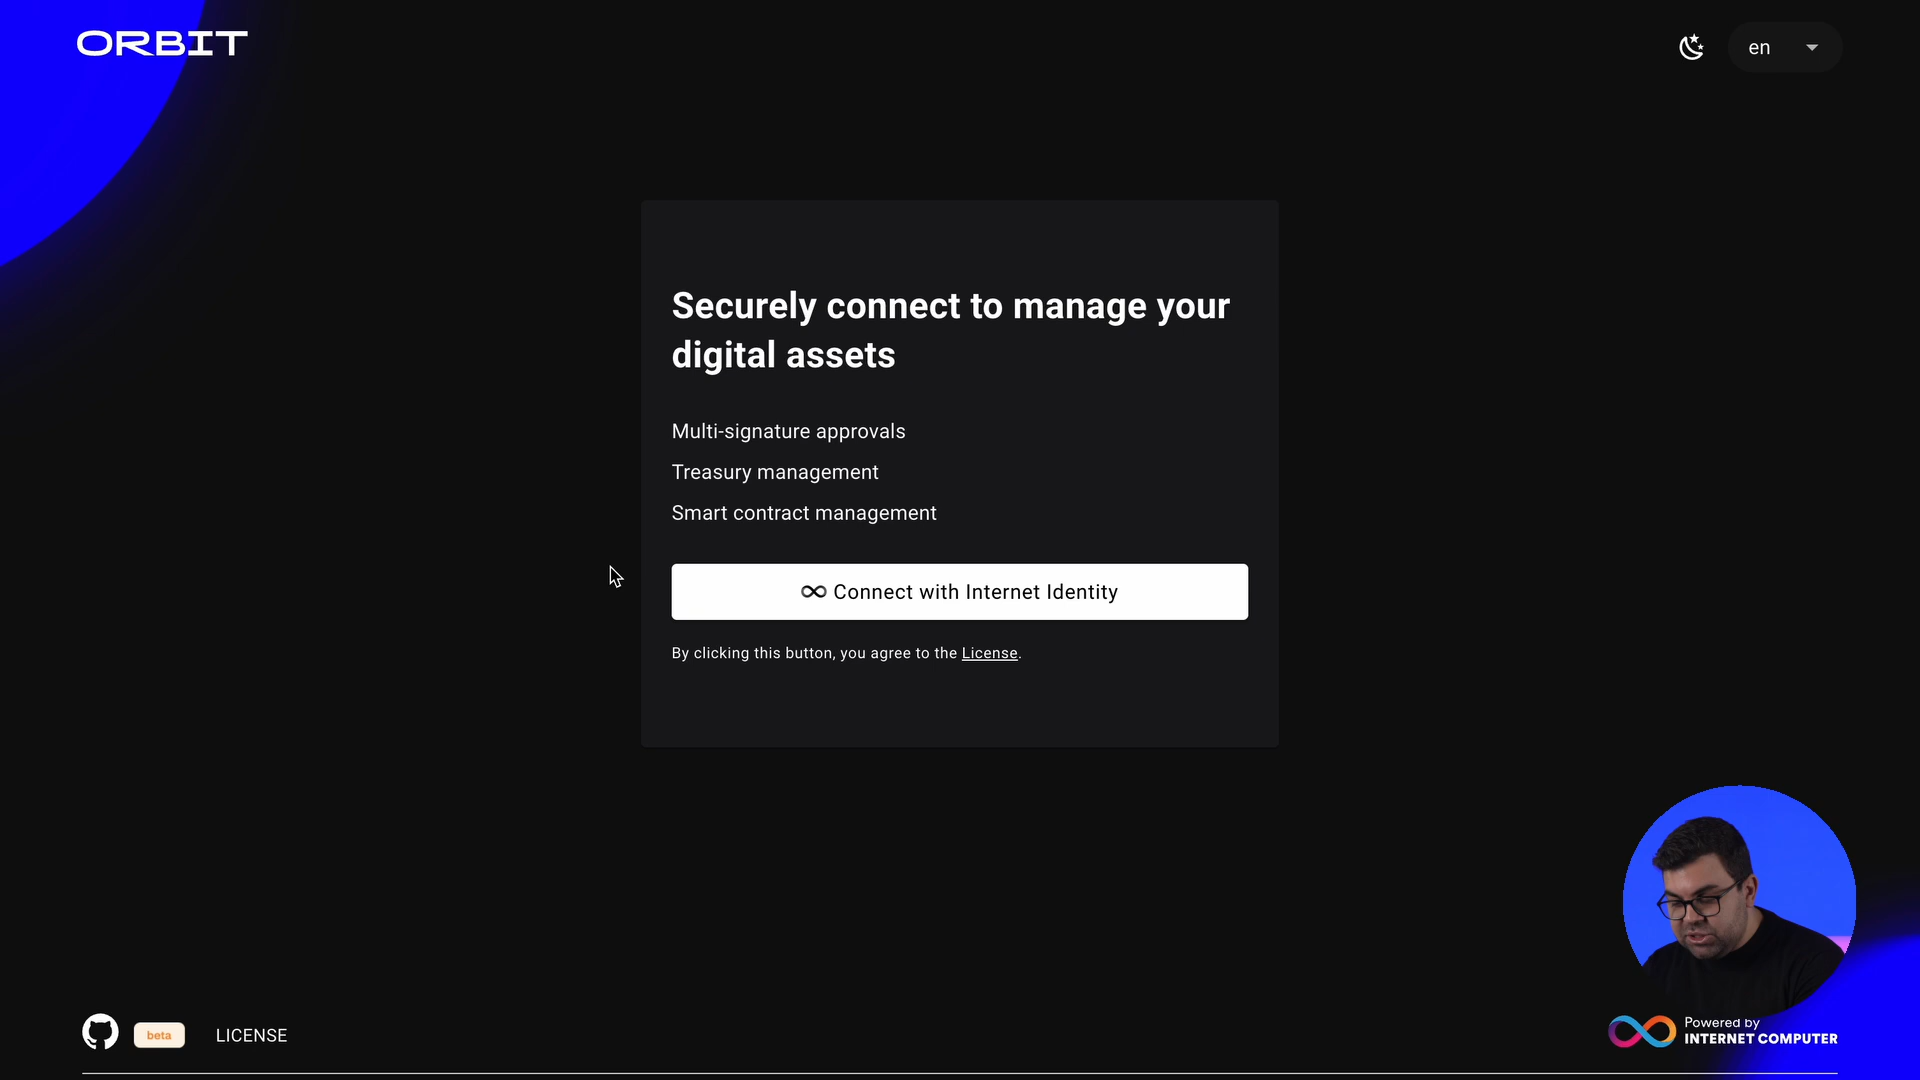 ORBIT
en
Securely connect to manage your
digital assets
Multi-signature approvals
Treasury management
Smart contract management
Connect with Internet Identity
By clicking this button, you agree to the License.
beta
LICENSE
Powered by
INTERNET COMPUTER